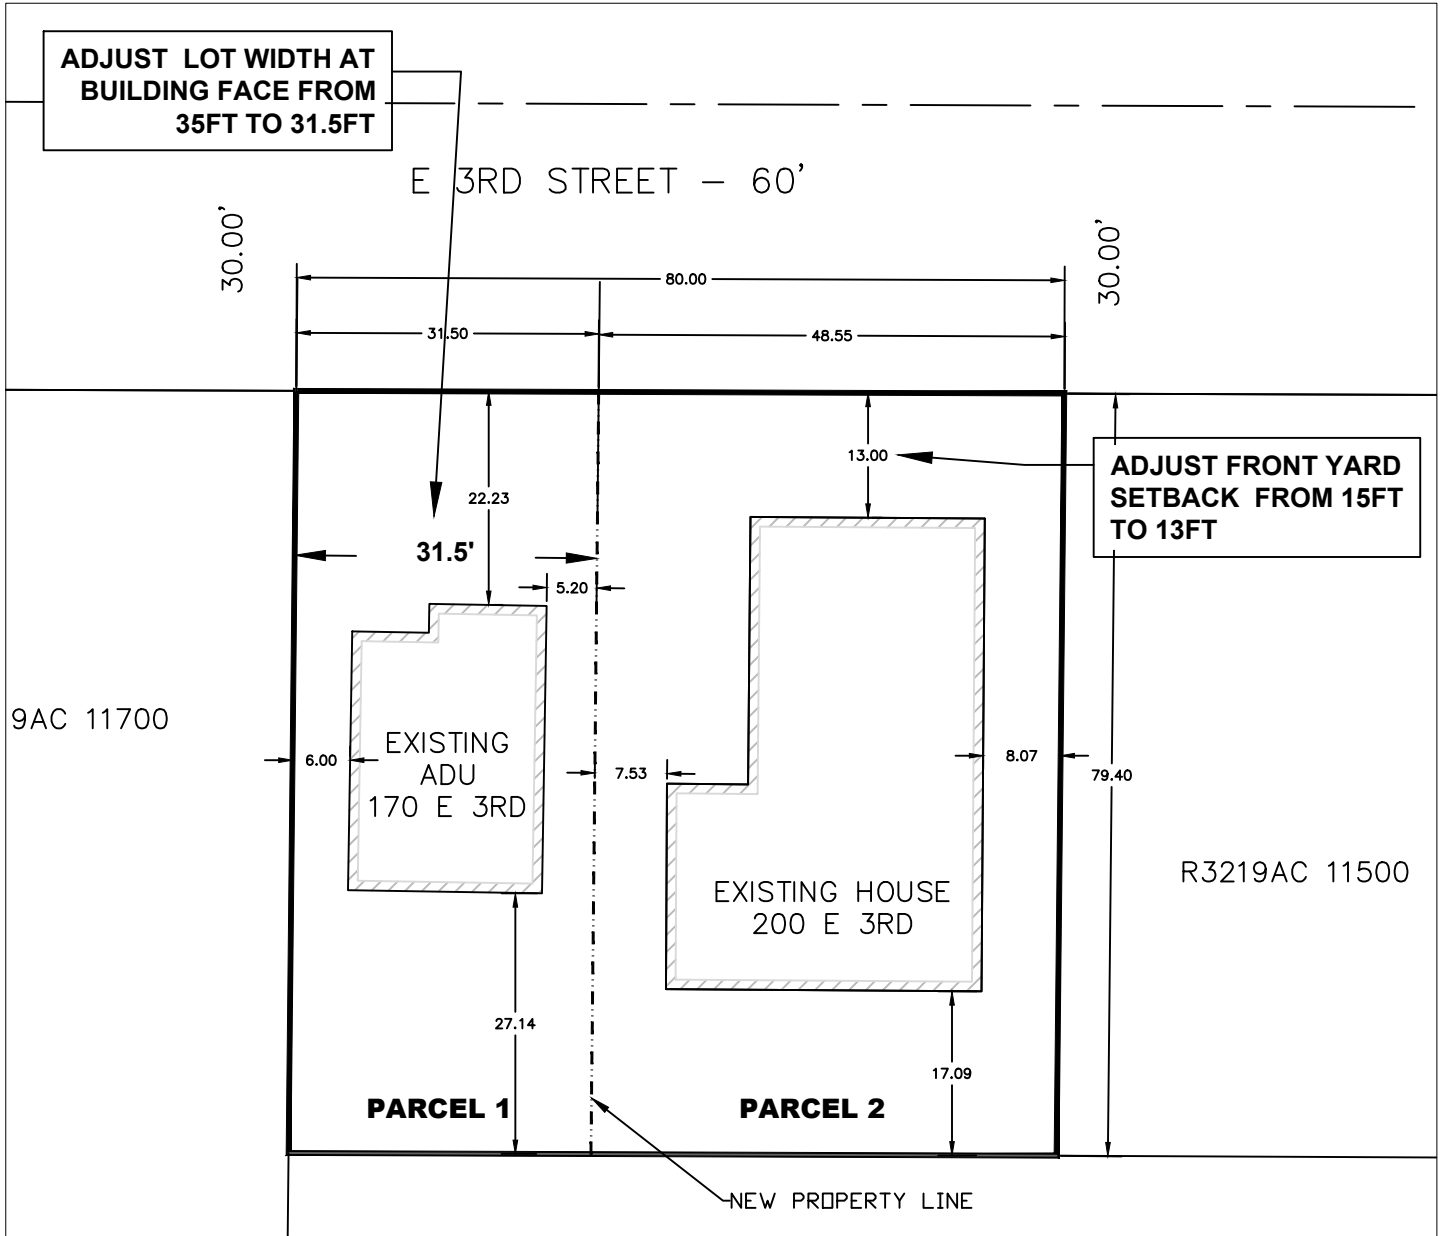 ADJUST LOT WIDTH AT
BUILDING FACE FROM
35FT TO 31.5FT
E 3RD STREET – 60'
30.00'
30.00'
80.00
31.50
48.55
13.00
ADJUST FRONT YARD
SETBACK FROM 15FT
TO 13FT
22.23
31.5'
5.20
9AC 11700
EXISTING
ADU
170 E 3RD
6.00
7.53
8.07
79.40
R3219AC 11500
EXISTING HOUSE
200 E 3RD
27.14
17.09
PARCEL 1
PARCEL 2
NEW PROPERTY LINE